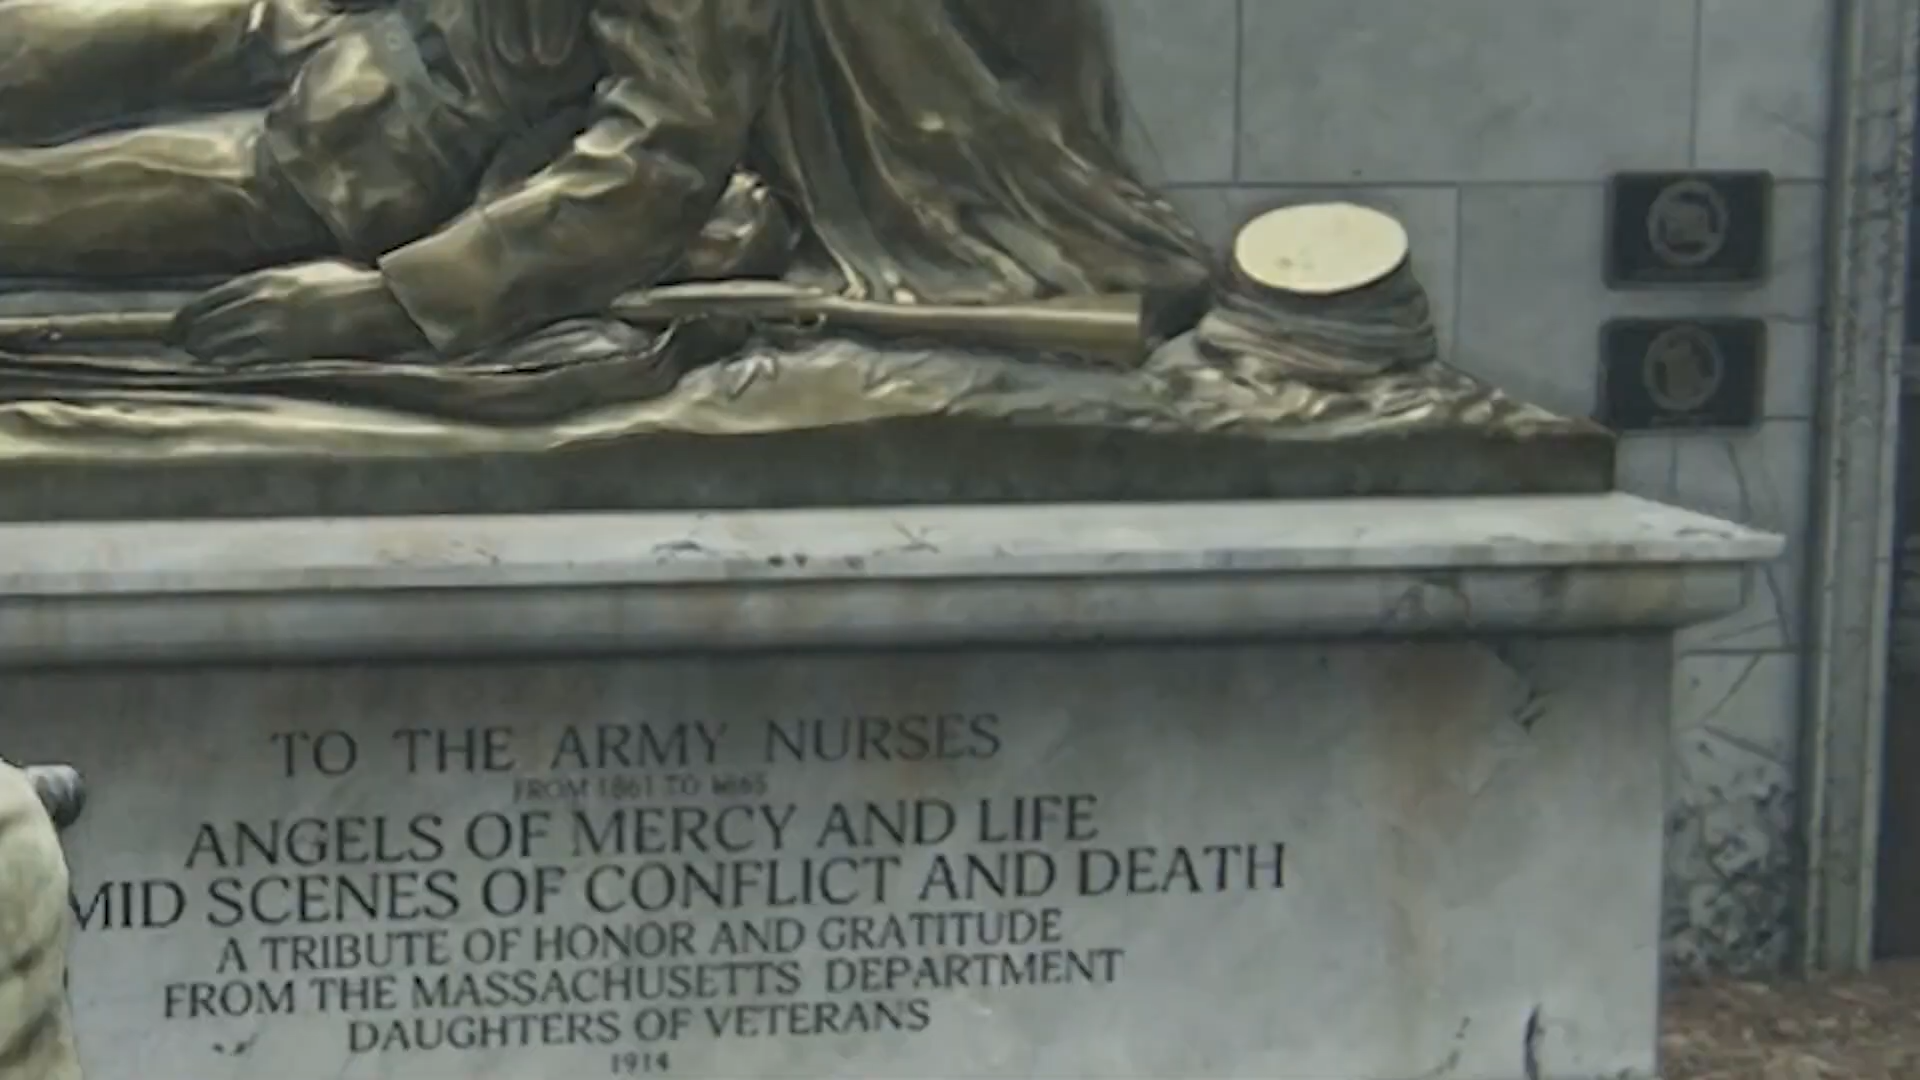 TO THE ARMY NURSES
FROM 1861 TO 1865
ANGELS OF MERCY AND LIFE
MID SCENES OF CONFLICT AND DEATH
A TRIBUTE OF HONOR AND GRATITUDE
FROM THE MASSACHUSETTS DEPARTMENT
DAUGHTERS OF VETERANS
1914